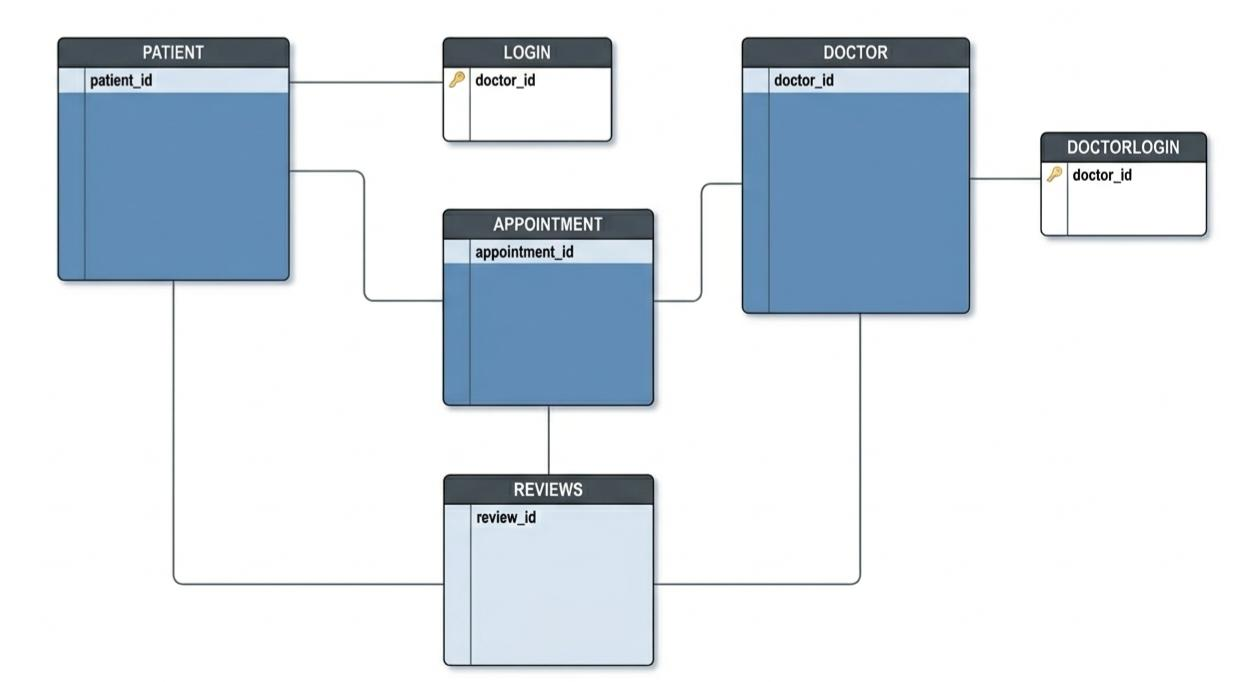 PATIENT
patient_id
LOGIN
doctor_id
DOCTOR
doctor_id
DOCTORLOGIN
doctor_id
APPOINTMENT
appointment_id
REVIEWS
review_id